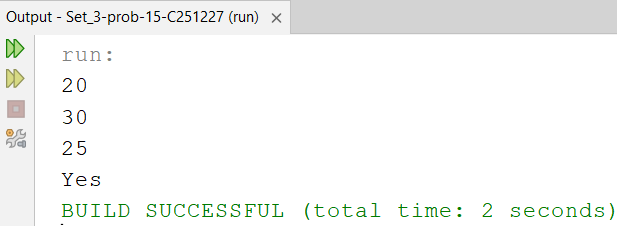 Output - Set_3-prob-15-C251227 (run)
run:
20
30
25
Yes
BUILD SUCCESSFUL (total time: 2 seconds)